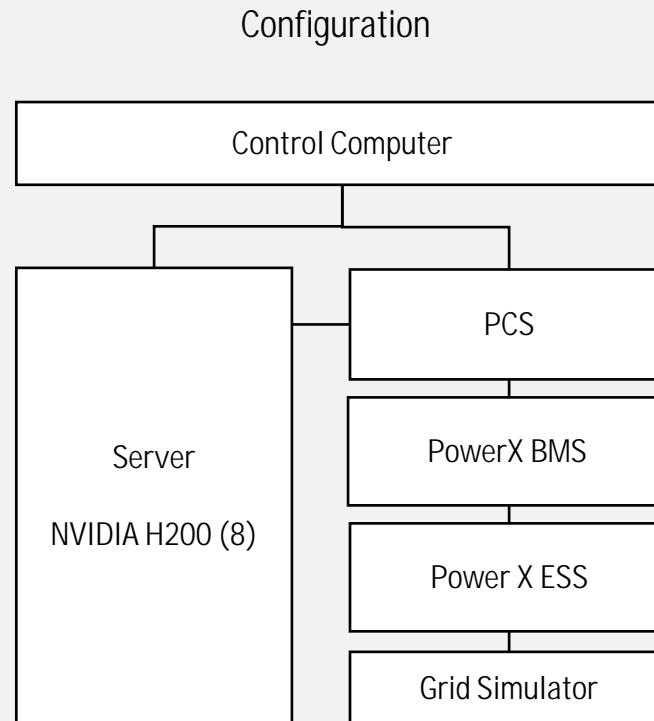 Configuration
Control Computer
PCS
Server
NVIDIA H200 (8)
PowerX BMS
Power X ESS
Grid Simulator